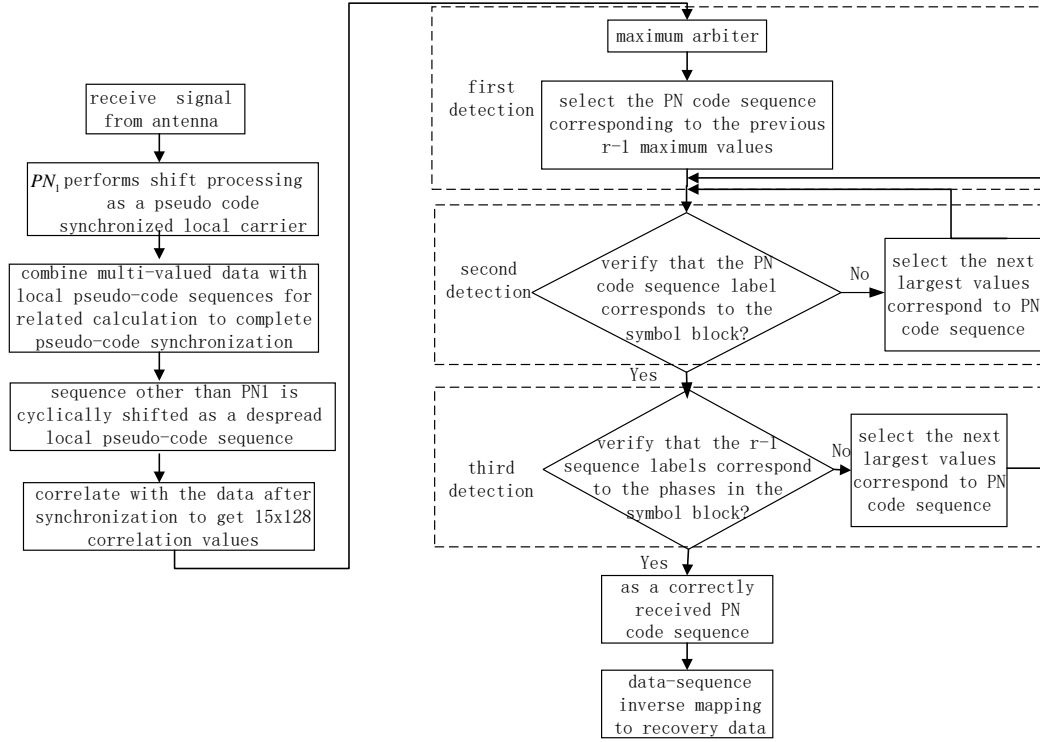 receive signal
from antenna
PN₁ performs shift processing
as a pseudo code
synchronized local carrier
combine multi-valued data with
local pseudo-code sequences for
related calculation to complete
pseudo-code synchronization
sequence other than PN1 is
cyclically shifted as a despread
local pseudo-code sequence
correlate with the data after
synchronization to get 15x128
correlation values
first
detection
maximum arbiter
select the PN code sequence
corresponding to the previous
r-1 maximum values
second
detection
verify that the PN
code sequence label
corresponds to the
symbol block?
No
select the next
largest values
correspond to PN
code sequence
Yes
third
detection
verify that the r-1
sequence labels correspond
to the phases in the
symbol block?
No
select the next
largest values
correspond to PN
code sequence
Yes
as a correctly
received PN
code sequence
data-sequence
inverse mapping
to recovery data